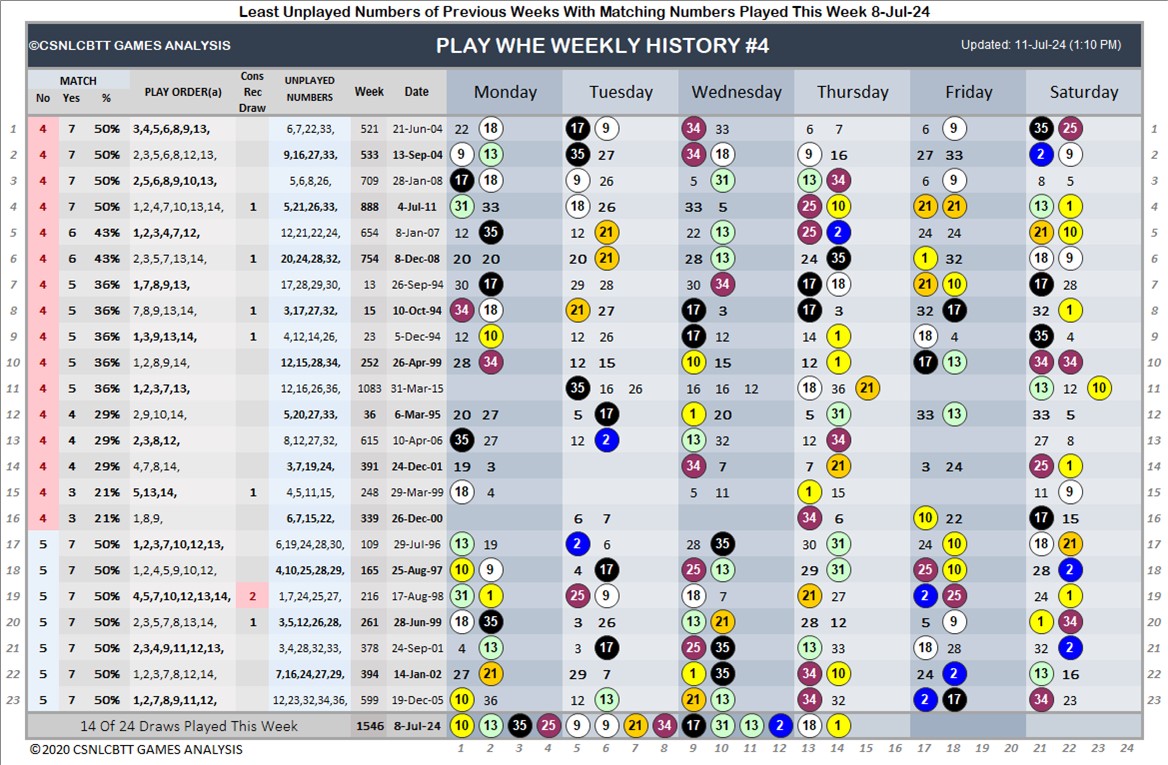 Least Unplayed Numbers of Previous Weeks With Matching Numbers Played This Week 8-Jul-24
©CSNLCBTT GAMES ANALYSIS PLAY WHE WEEKLY HISTORY #4 Updated: 11-Jul-24 (1:10 PM)
MATCH PLAY ORDER(a) Cons Rec Draw UNPLAYED NUMBERS Week Date Monday Tuesday Wednesday Thursday Friday Saturday
No Yes %
1 4 7 50% 3,4,5,6,8,9,13, 6,7,22,33, 521 21-Jun-04 22 18 17 6 34 33 6 7 6 9 35 25 1
2 4 7 50% 2,3,5,6,8,12,13, 9,16,27,33, 533 13-Sep-04 9 13 35 27 34 18 9 16 27 33 2 9 2
3 4 7 50% 2,5,6,8,9,10,13, 5,6,8,26, 709 28-Jan-08 17 18 9 26 5 31 13 34 6 9 8 5 3
4 4 7 50% 1,2,4,7,10,13,14, 1 5,21,26,33, 888 4-Jul-11 31 33 18 26 33 5 25 10 21 21 13 1 4
5 4 6 43% 1,2,3,4,7,12, 12,21,22,24, 654 8-Jan-07 12 35 12 21 22 13 25 2 24 24 21 10 5
6 4 6 43% 2,3,5,7,13,14, 1 20,24,28,32, 754 8-Dec-08 20 20 20 21 28 13 24 35 1 32 18 9 6
7 4 5 36% 1,7,8,9,13, 17,28,29,30, 13 26-Sep-94 30 17 29 28 30 34 17 18 21 10 17 28 7
8 4 5 36% 7,8,9,13,14, 1 3,17,27,32, 15 10-Oct-94 34 18 21 27 17 3 17 3 32 17 32 1 8
9 4 5 36% 1,3,9,13,14, 1 4,12,14,26, 23 5-Dec-94 12 10 12 26 17 12 14 1 18 4 35 4 9
10 4 5 36% 1,2,8,9,14, 12,15,28,34, 252 26-Apr-99 28 34 12 15 10 15 12 1 17 13 34 34 10
11 4 5 36% 1,2,3,7,13, 12,16,26,36, 1083 31-Mar-15 35 16 26 16 16 12 18 36 21 13 12 10 11
12 4 4 29% 2,9,10,14, 5,20,27,33, 36 6-Mar-95 20 27 5 17 1 20 5 31 33 13 33 5 12
13 4 4 29% 2,3,8,12, 8,12,27,32, 615 10-Apr-06 35 27 12 2 13 32 12 34 27 8 13
14 4 4 29% 4,7,8,14, 3,7,19,24, 391 24-Dec-01 19 3 34 7 7 21 3 24 25 1 14
15 4 3 21% 5,13,14, 1 4,5,11,15, 248 29-Mar-99 18 4 5 11 1 15 11 9 15
16 4 3 21% 1,8,9, 6,7,15,22, 339 26-Dec-00 6 7 34 6 10 22 17 15 16
17 5 7 50% 1,2,3,7,10,12,13, 6,19,24,28,30, 109 29-Jul-96 13 19 2 6 28 35 30 31 24 10 18 21 17
18 5 7 50% 1,2,4,5,9,10,12, 4,10,25,28,29, 165 25-Aug-97 10 9 4 17 25 13 29 31 25 10 28 2 18
19 5 7 50% 4,5,7,10,12,13,14, 2 1,7,24,25,27, 216 17-Aug-98 31 1 25 9 18 7 21 27 2 25 24 1 19
20 5 7 50% 2,3,5,7,8,13,14, 1 3,5,12,26,28, 261 28-Jun-99 18 35 3 26 13 21 28 12 5 9 1 34 20
21 5 7 50% 2,3,4,9,11,12,13, 3,4,28,32,33, 378 24-Sep-01 4 13 3 17 25 35 13 33 18 28 32 2 21
22 5 7 50% 1,2,3,7,8,12,14, 7,16,24,27,29, 394 14-Jan-02 27 21 29 7 1 35 34 10 24 2 13 16 22
23 5 7 50% 1,2,7,8,9,11,12, 12,23,32,34,36, 599 19-Dec-05 10 36 12 13 21 13 34 32 2 17 34 23 23
14 Of 24 Draws Played This Week 1546 8-Jul-24 10 13 35 25 9 9 21 34 17 31 13 2 18 1
© 2020 CSNLCBTT GAMES ANALYSIS 1 2 3 4 5 6 7 8 9 10 11 12 13 14 15 16 17 18 19 20 21 22 23 24